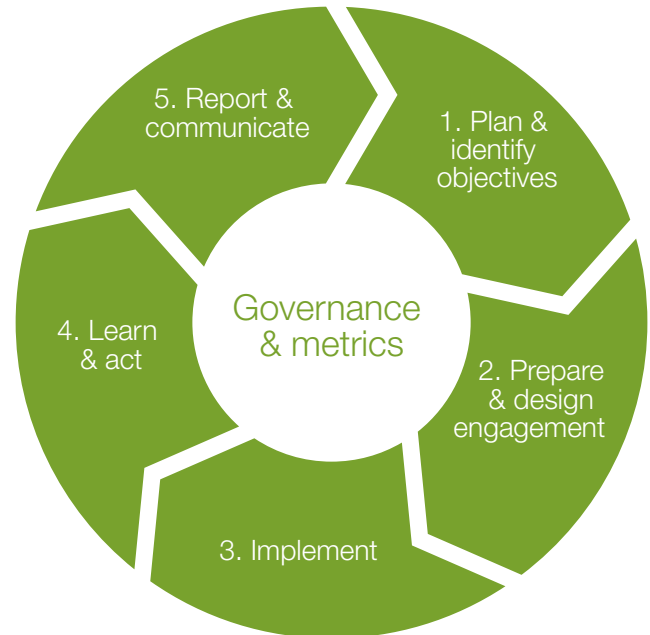 1. Plan &
identify
objectives
2. Prepare
& design
engagement
3. Implement
4. Learn
& act
5. Report &
communicate
Governance
& metrics